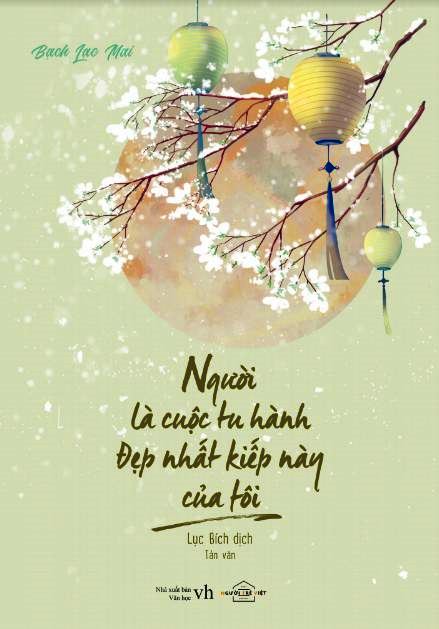 Bạch Lạc Mai
Người
là cuộc tu hành
Đẹp nhất kiếp này
của tôi
Lục Bích dịch
Tản văn
Nhà xuất bản
Văn học
vh
NGƯỜI TRẺ VIỆT